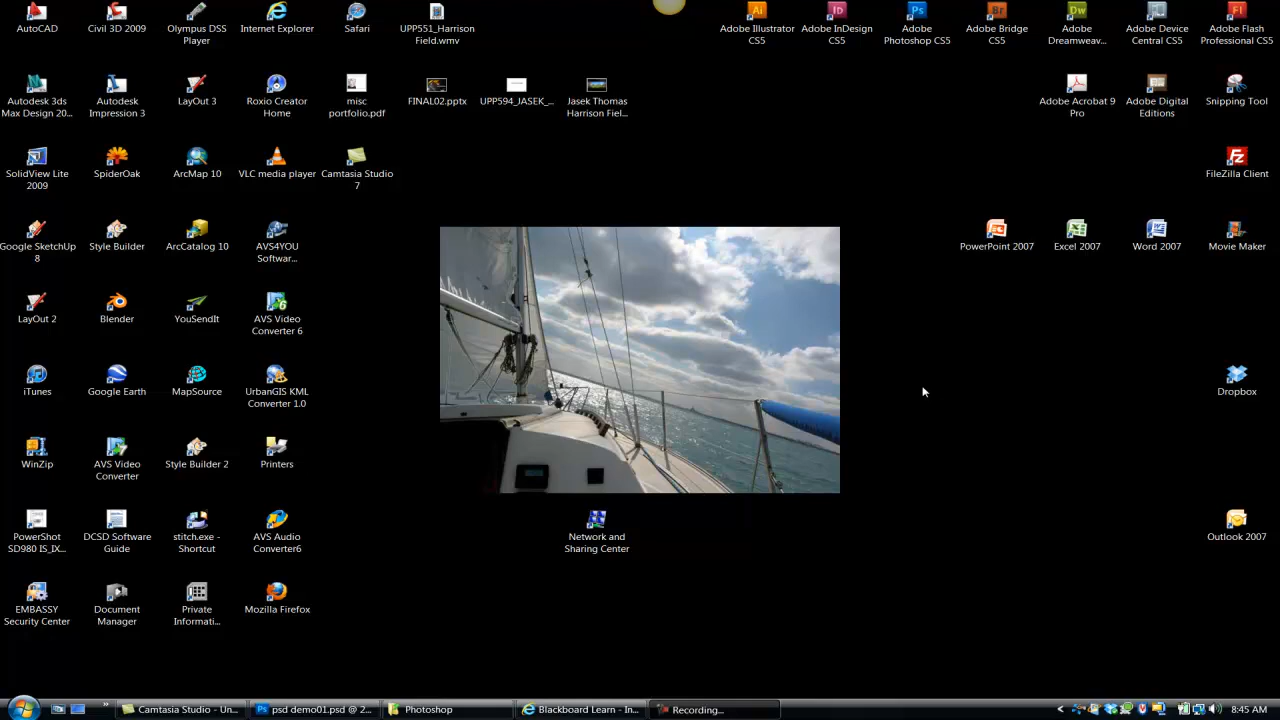 AutoCAD
Civil 3D 2009
Olympus DSS
Player
Internet Explorer
Safari
UPP551_Harrison
Field.wmv
Ai
Adobe Illustrator
CS5
Id
Adobe InDesign
CS5
Ps
Adobe
Photoshop CS5
Br
Adobe Bridge
CS5
Dw
Adobe
Dreamweav...
Adobe Device
Central CS5
Fl
Adobe Flash
Professional CS5
Autodesk 3ds
Max Design 20...
Autodesk
Impression 3
LayOut 3
Roxio Creator
Home
misc
portfolio.pdf
FINAL02.pptx
UPP594_JASEK_...
Jasek Thomas
Harrison Fiel...
Adobe Acrobat 9
Pro
Adobe Digital
Editions
Snipping Tool
SolidView Lite
2009
SpiderOak
ArcMap 10
VLC media player
Camtasia Studio
7
FileZilla Client
Google SketchUp
8
Style Builder
ArcCatalog 10
AVS4YOU
Softwar...
PowerPoint 2007
Excel 2007
Word 2007
Movie Maker
LayOut 2
Blender
YouSendIt
AVS Video
Converter 6
iTunes
Google Earth
MapSource
UrbanGIS KML
Converter 1.0
Dropbox
WinZip
AVS Video
Converter
Style Builder 2
Printers
PowerShot
SD980 IS_IX...
DCSD Software
Guide
stitch.exe -
Shortcut
AVS Audio
Converter6
Network and
Sharing Center
Outlook 2007
EMBASSY
Security Center
Document
Manager
Private
Informati...
Mozilla Firefox
Camtasia Studio - Un...
psd demo01.psd @ 2...
Photoshop
Blackboard Learn - In...
Recording...
8:45 AM